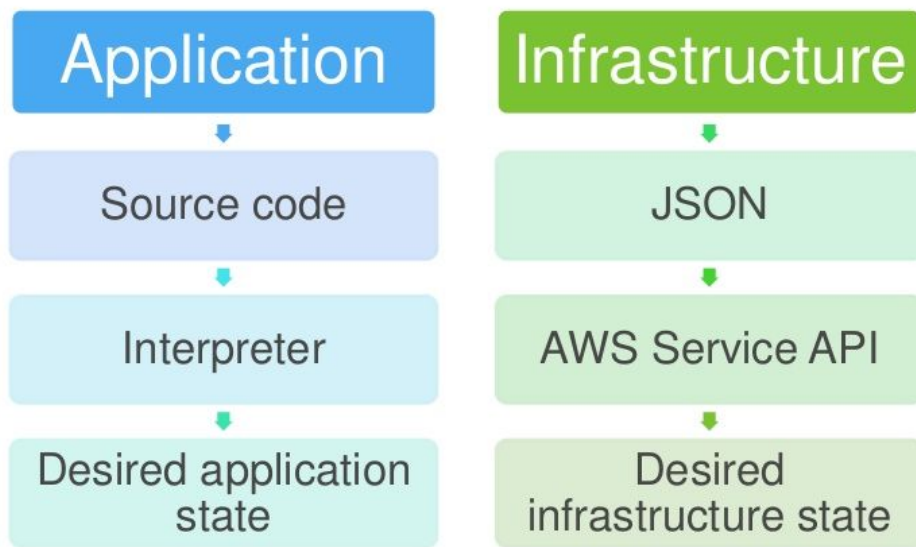 Application
Source code
Interpreter
Desired application
state
Infrastructure
JSON
AWS Service API
Desired
infrastructure state